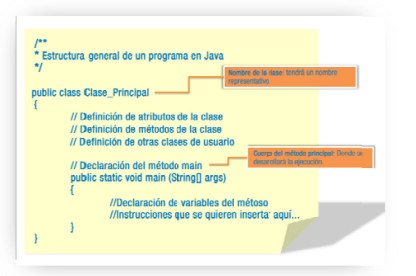 /**
* Estructura general de un programa en Java
*/
Nombre de la clase: tendrá un nombre
representativo.
public class Clase_Principal
{
// Definición de atributos de la clase
// Definición de métodos de la clase
// Definición de otras clases de usuario
Cuerpo del método principal: Donde se
desarrollará la ejecución.
// Declaración del método main
public static void main (String[] args)
{
//Declaración de variables del métoso
//Instrucciones que se quieren inserta aquí...
}
}